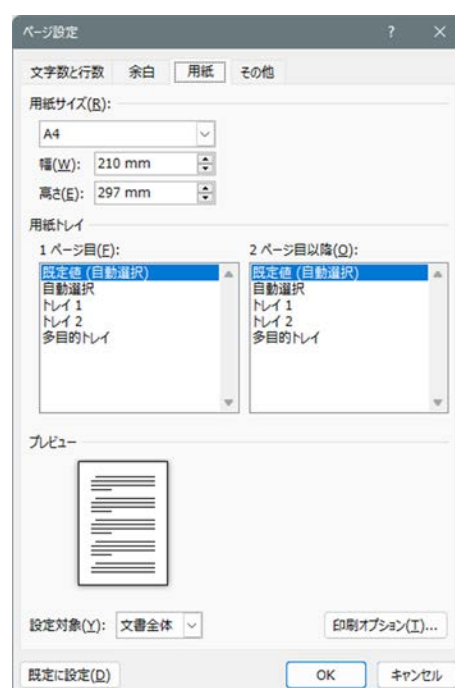 ページ設定 ? ×
文字数と行数 余白 用紙 その他
用紙サイズ(R):
A4
幅(W): 210 mm
高さ(E): 297 mm
用紙トレイ
1 ページ目(F): 2 ページ目以降(O):
既定値 (自動選択) 既定値 (自動選択)
自動選択 自動選択
トレイ 1 トレイ 1
トレイ 2 トレイ 2
多目的トレイ 多目的トレイ
プレビュー
設定対象(Y): 文書全体 印刷オプション(T)...
既定に設定(D) OK キャンセル